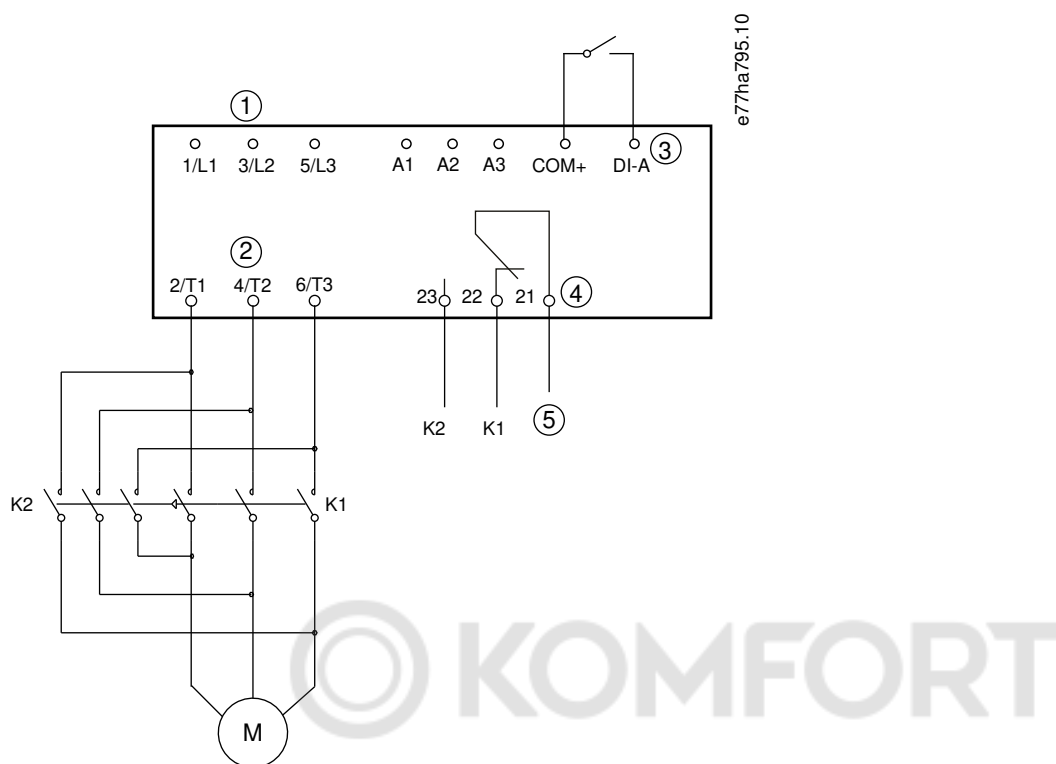 e77ha795.10
1
1/L1 3/L2 5/L3 A1 A2 A3 COM+ DI-A 3
2
2/T1 4/T2 6/T3 23 22 21 4
K2 K1 5
K2 K1
M
KOMFORT